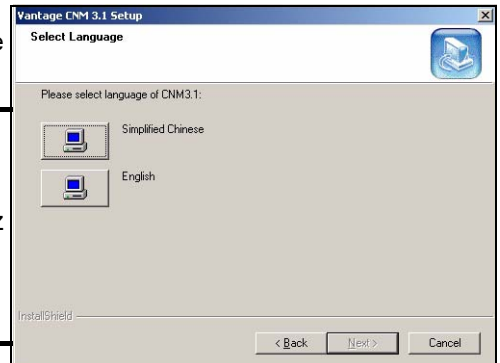 Vantage CNM 3.1 Setup
Select Language
Please select language of CNM3.1:
Simplified Chinese
English
InstallShield
< Back Next > Cancel